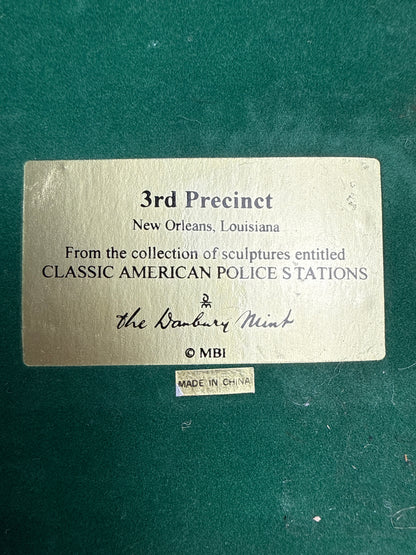 3rd Precinct
New Orleans, Louisiana
From the collection of sculptures entitled
CLASSIC AMERICAN POLICE STATIONS
DM
the Danbury Mint
© MBI
MADE IN CHINA